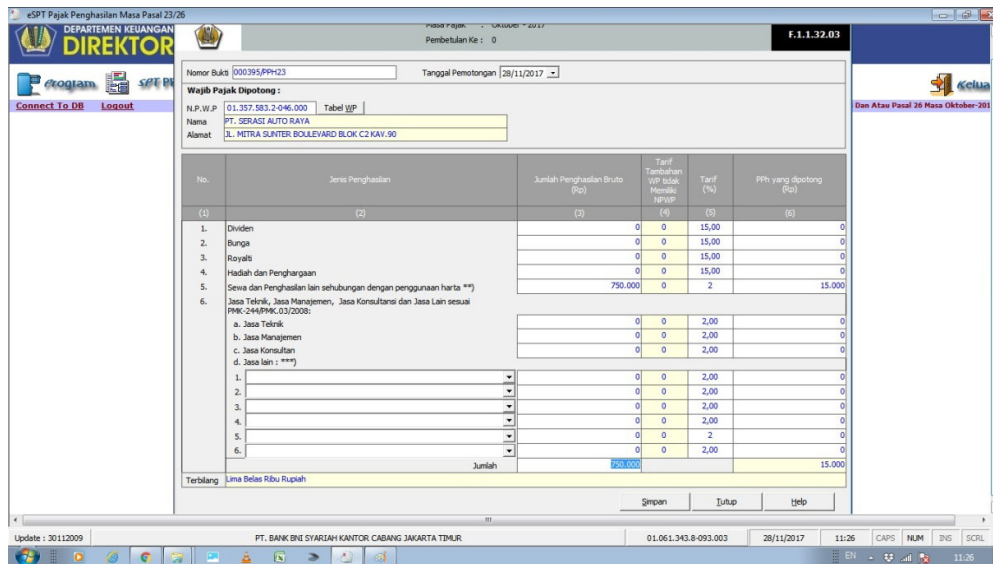 eSPT Pajak Penghasilan Masa Pasal 23/26
DEPARTEMEN KEUANGAN
DIREKTOR
Masa Pajak : Oktober - 2017
Pembetulan Ke : 0
F.1.1.32.03
Program
SPT PP
Kelua
Connect To DB Logout
Dan Atau Pasal 26 Masa Oktober-201
Nomor Bukti 000395/PPH23 Tanggal Pemotongan 28/11/2017
Wajib Pajak Dipotong :
N.P.W.P 01.357.583.2-046.000 Tabel WP
Nama PT. SERASI AUTO RAYA
Alamat JL. MITRA SUNTER BOULEVARD BLOK C2 KAV.90
No. Jenis Penghasilan Jumlah Penghasilan Bruto (Rp) Tarif Tambahan WP tidak Memiliki NPWP Tarif (%) PPh yang dipotong (Rp)
(1) (2) (3) (4) (5) (6)
1. Dividen 0 0 15,00 0
2. Bunga 0 0 15,00 0
3. Royalti 0 0 15,00 0
4. Hadiah dan Penghargaan 0 0 15,00 0
5. Sewa dan Penghasilan lain sehubungan dengan penggunaan harta **) 750.000 0 2 15.000
6. Jasa Teknik, Jasa Manajemen, Jasa Konsultansi dan Jasa Lain sesuai
PMK-244/PMK.03/2008:
a. Jasa Teknik 0 0 2,00 0
b. Jasa Manajemen 0 0 2,00 0
c. Jasa Konsultan 0 0 2,00 0
d. Jasa lain : ***)
1. 0 0 2,00 0
2. 0 0 2,00 0
3. 0 0 2,00 0
4. 0 0 2,00 0
5. 0 0 2 0
6. 0 0 2,00 0
Jumlah 750.000 15.000
Terbilang Lima Belas Ribu Rupiah
Simpan Tutup Help
Update : 30112009 PT. BANK BNI SYARIAH KANTOR CABANG JAKARTA TIMUR 01.061.343.8-093.003 28/11/2017 11:26 CAPS NUM INS SCRL
EN 11:26